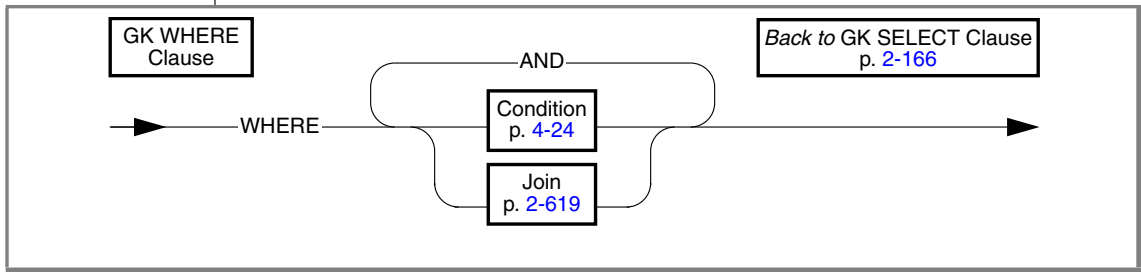 GK WHERE
Clause
Back to GK SELECT Clause
p. 2-166
AND
WHERE
Condition
p. 4-24
Join
p. 2-619